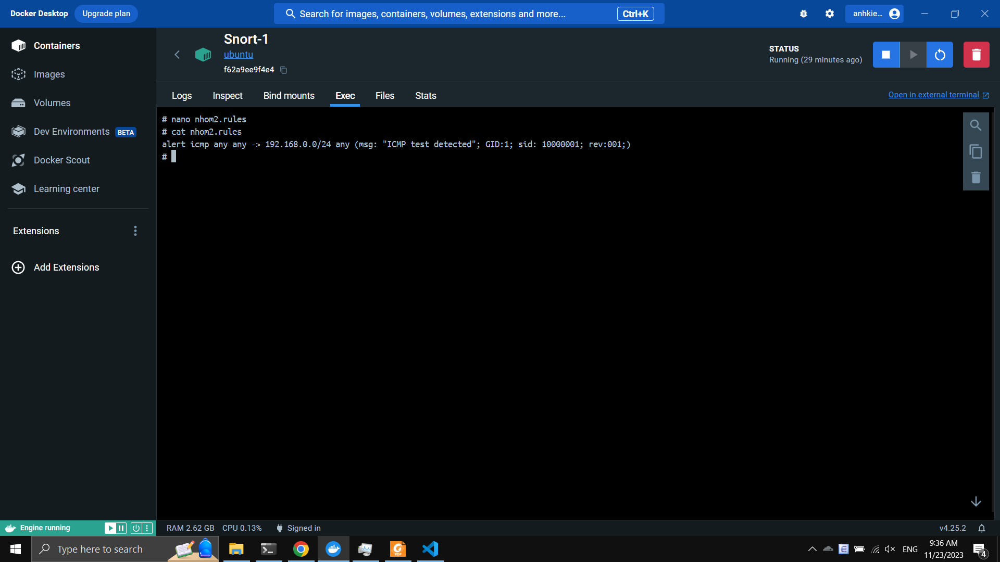 Docker Desktop
Upgrade plan
Search for images, containers, volumes, extensions and more...
Ctrl+K
anhkie...
Containers
Images
Volumes
Dev Environments BETA
Docker Scout
Learning center
Extensions
Add Extensions
Snort-1
ubuntu
f62a9ee9f4e4
STATUS
Running (29 minutes ago)
Logs Inspect Bind mounts Exec Files Stats
Open in external terminal
# nano nhom2.rules
# cat nhom2.rules
alert icmp any any -> 192.168.0.0/24 any (msg: "ICMP test detected"; GID:1; sid: 10000001; rev:001;)
#
Engine running
RAM 2.62 GB CPU 0.13% Signed in
v4.25.2
Type here to search
PDF
ENG
9:36 AM
11/23/2023
4